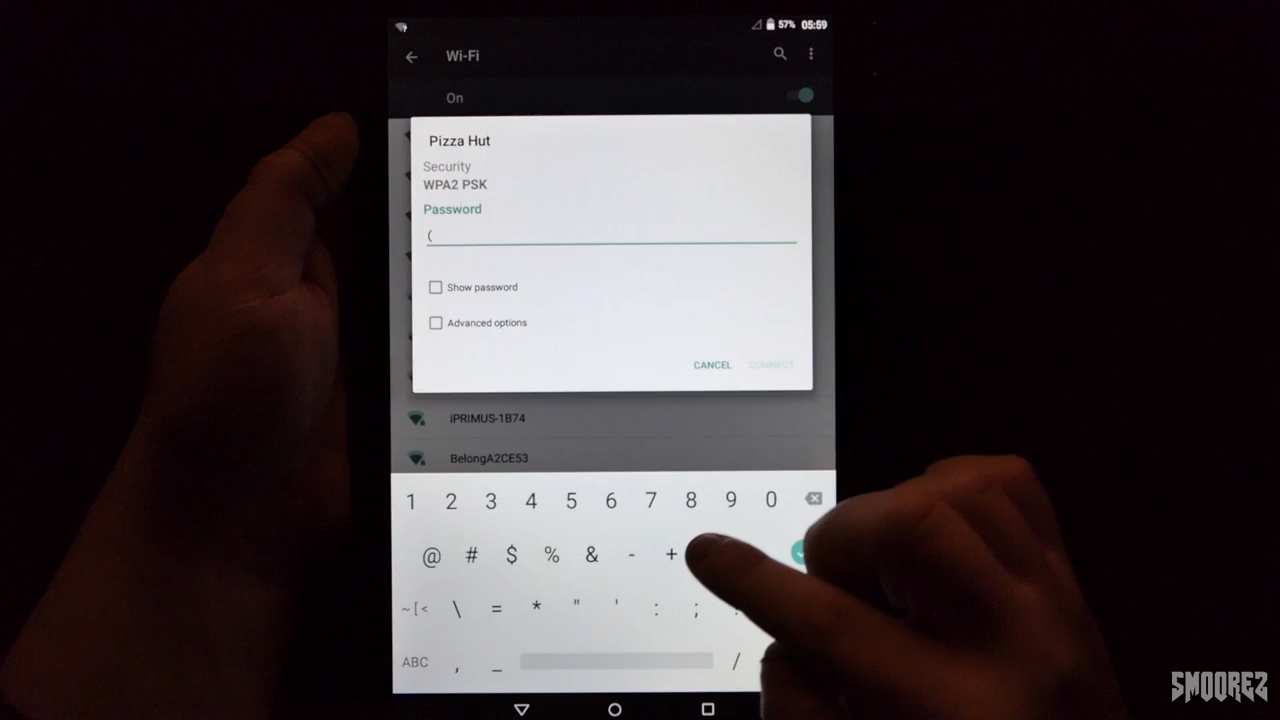 57% 05:59
Wi-Fi
On
Pizza Hut
Security
WPA2 PSK
Password
(
Show password
Advanced options
CANCEL CONNECT
iPRIMUS-1B74
BelongA2CE53
1 2 3 4 5 6 7 8 9 0
@ # $ % & - +
~[< \ = * " ' : ;
ABC , _ /
SMOOREZ